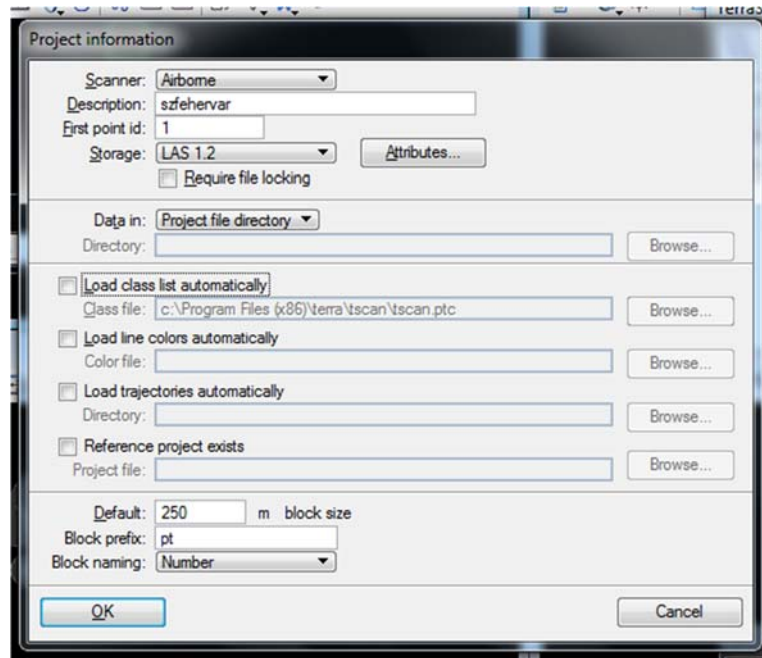 TerraS
Project information
Scanner: Airborne
Description: szfehervar
First point id: 1
Storage: LAS 1.2 Attributes...
Require file locking
Data in: Project file directory
Directory: Browse...
Load class list automatically
Class file: c:\Program Files (x86)\terra\tscan\tscan.ptc Browse...
Load line colors automatically
Color file: Browse...
Load trajectories automatically
Directory: Browse...
Reference project exists
Project file: Browse...
Default: 250 m block size
Block prefix: pt
Block naming: Number
OK Cancel